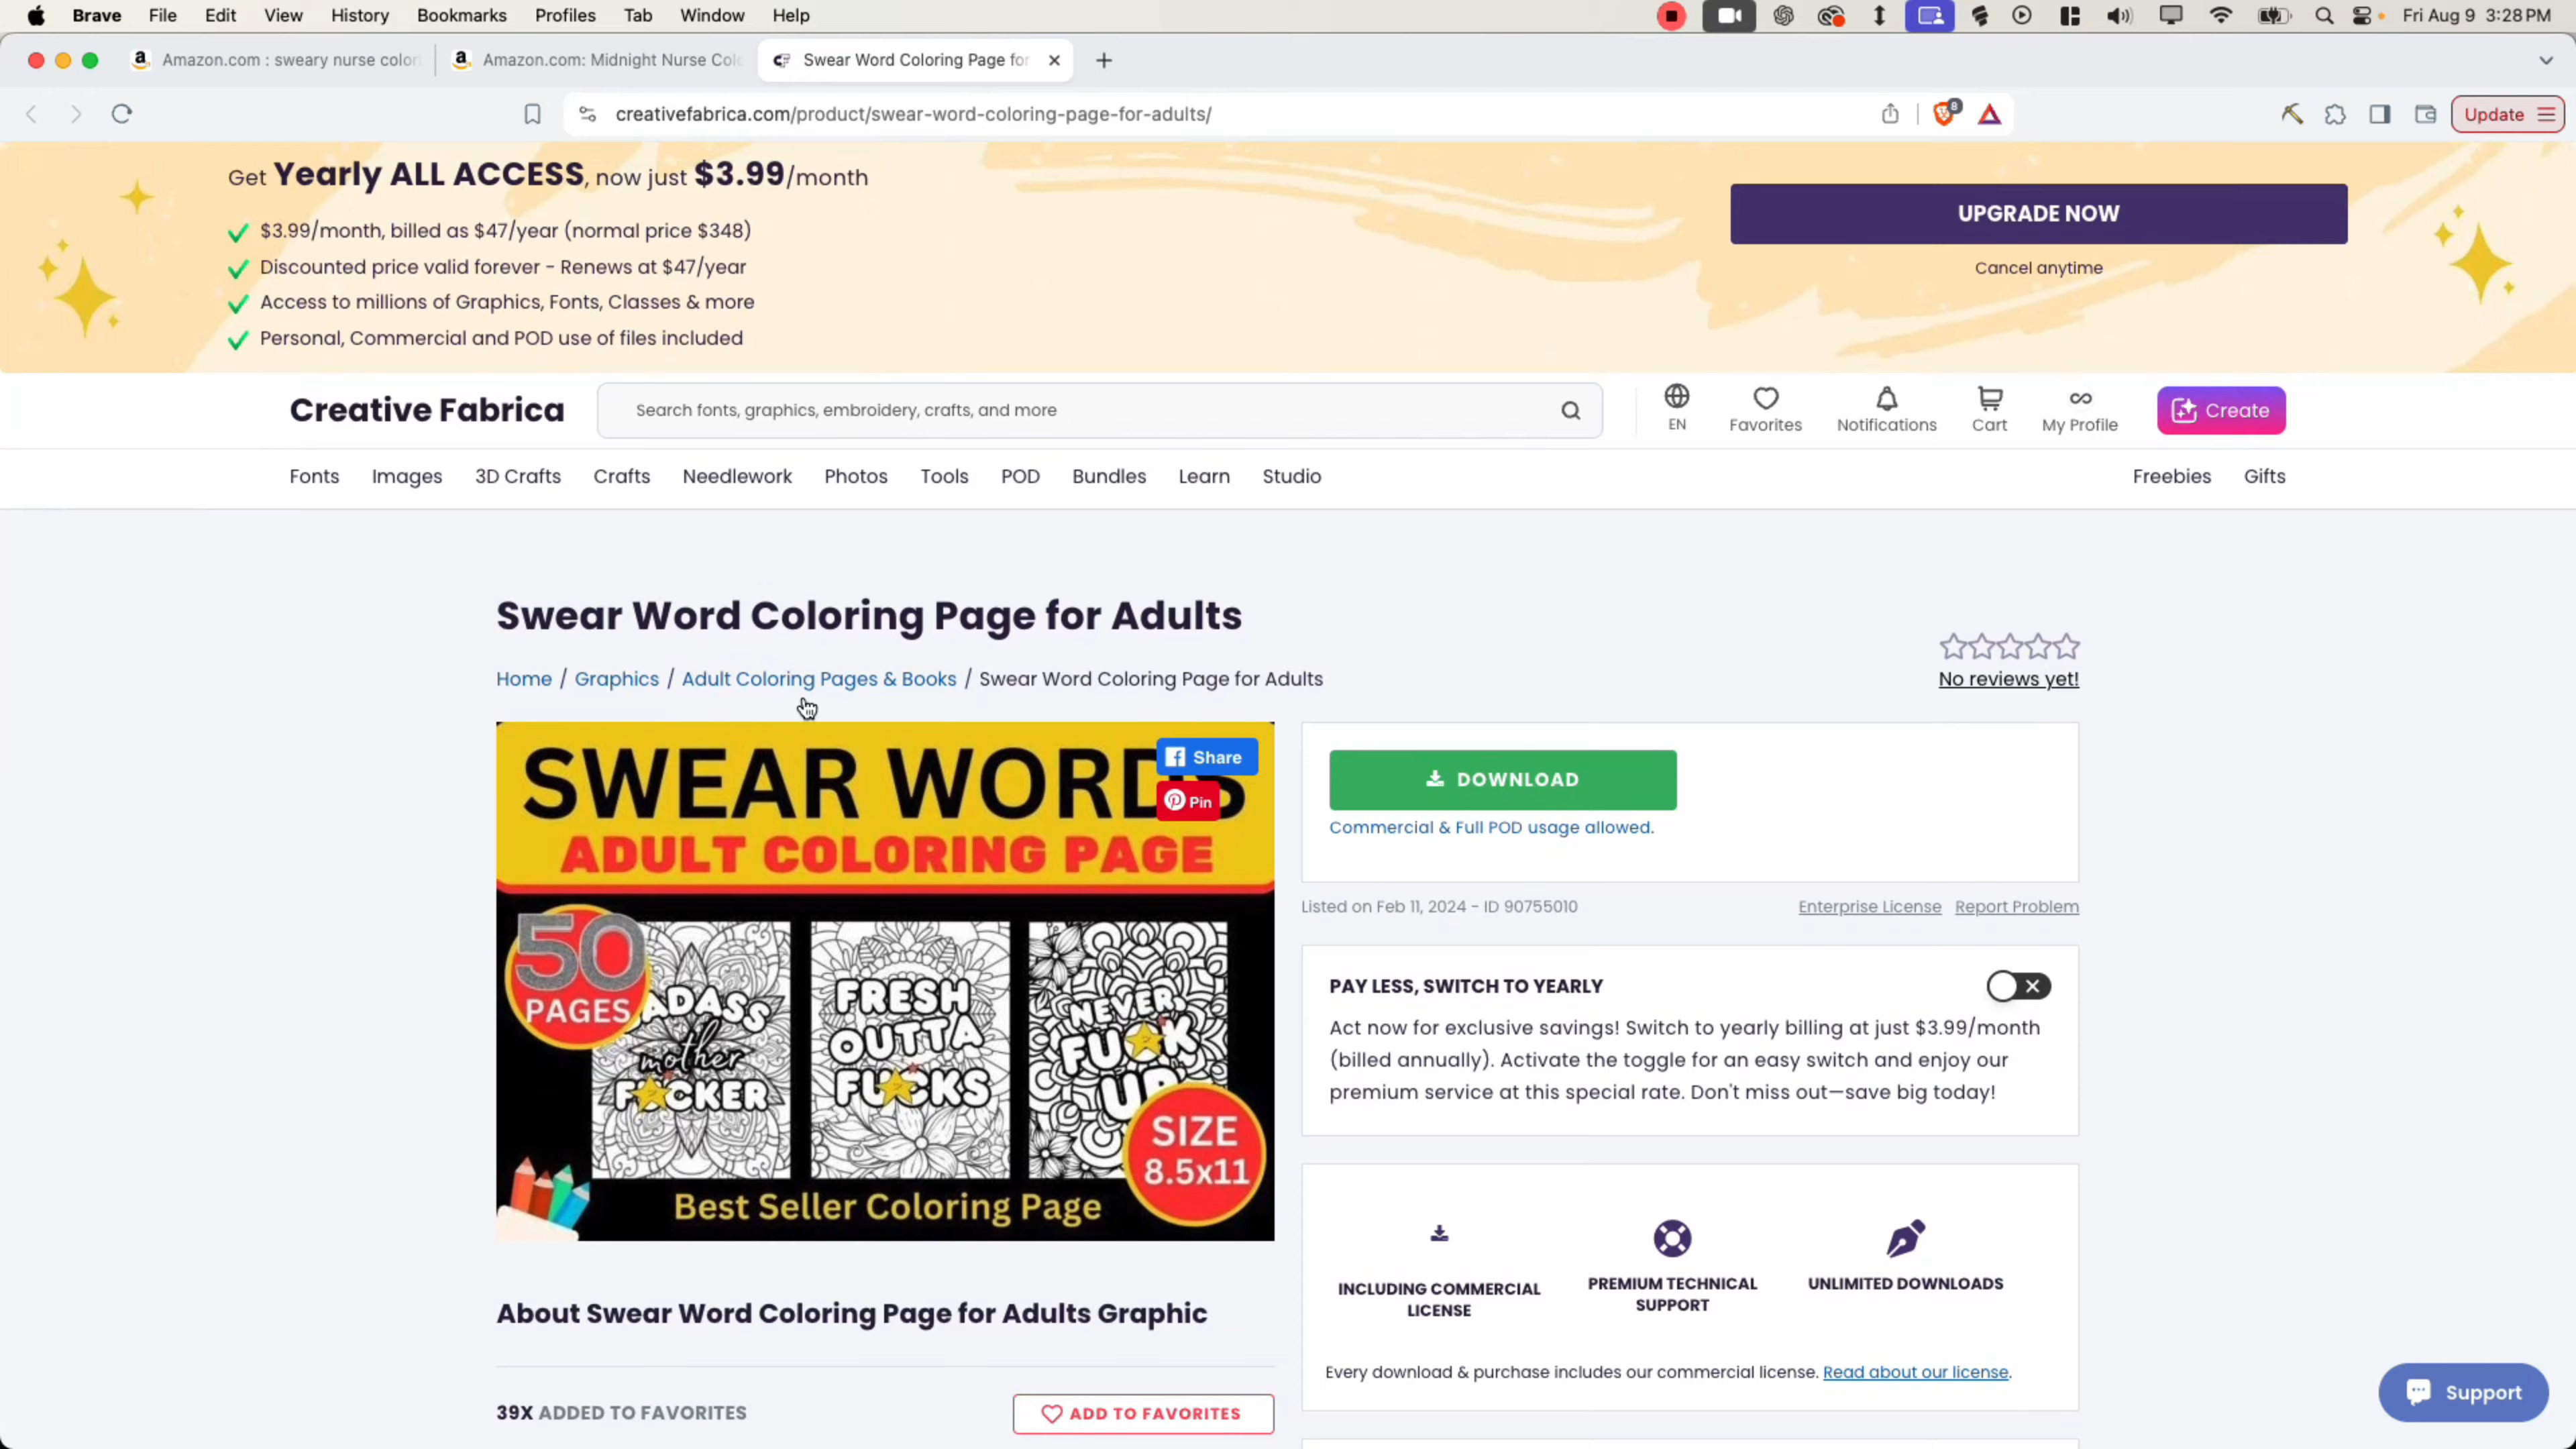 Brave File Edit View History Bookmarks Profiles Tab Window Help Fri Aug 9 3:28 PM
Amazon.com : sweary nurse colori Amazon.com: Midnight Nurse Colo Swear Word Coloring Page for
creativefabrica.com/product/swear-word-coloring-page-for-adults/ 8 Update
Get Yearly ALL ACCESS, now just $3.99/month
$3.99/month, billed as $47/year (normal price $348)
Discounted price valid forever - Renews at $47/year
Access to millions of Graphics, Fonts, Classes & more
Personal, Commercial and POD use of files included
UPGRADE NOW
Cancel anytime
Creative Fabrica
Search fonts, graphics, embroidery, crafts, and more
EN Favorites Notifications Cart My Profile Create
Fonts Images 3D Crafts Crafts Needlework Photos Tools POD Bundles Learn Studio Freebies Gifts
Swear Word Coloring Page for Adults
Home / Graphics / Adult Coloring Pages & Books / Swear Word Coloring Page for Adults
No reviews yet!
SWEAR WORDS
Share
Pin
ADULT COLORING PAGE
50
PAGES
ADASS
mother
F CKER
FRESH
OUTTA
FUCKS
NEVER
FU K
UP
SIZE
8.5x11
Best Seller Coloring Page
DOWNLOAD
Commercial & Full POD usage allowed.
Listed on Feb 11, 2024 - ID 90755010 Enterprise License Report Problem
PAY LESS, SWITCH TO YEARLY
Act now for exclusive savings! Switch to yearly billing at just $3.99/month
(billed annually). Activate the toggle for an easy switch and enjoy our
premium service at this special rate. Don't miss out—save big today!
INCLUDING COMMERCIAL
LICENSE
PREMIUM TECHNICAL
SUPPORT
UNLIMITED DOWNLOADS
Every download & purchase includes our commercial license. Read about our license.
About Swear Word Coloring Page for Adults Graphic
39X ADDED TO FAVORITES
ADD TO FAVORITES
Support